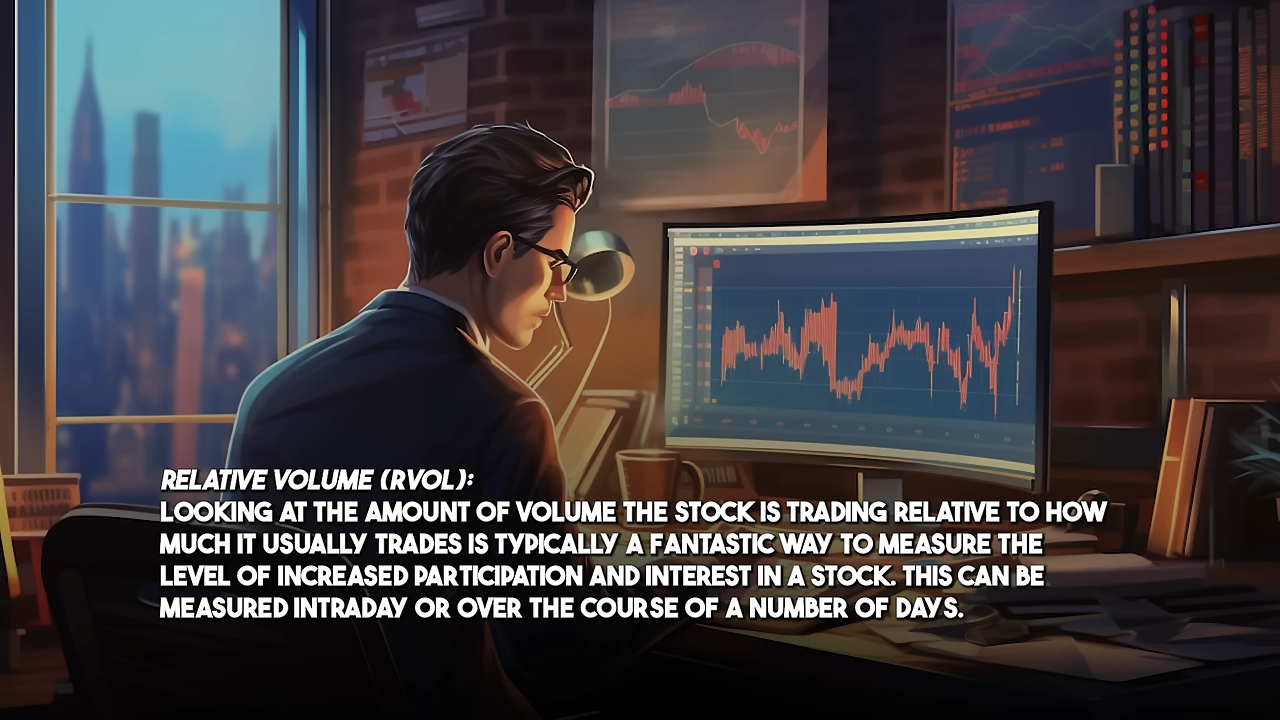 RELATIVE VOLUME (RVOL):
LOOKING AT THE AMOUNT OF VOLUME THE STOCK IS TRADING RELATIVE TO HOW
MUCH IT USUALLY TRADES IS TYPICALLY A FANTASTIC WAY TO MEASURE THE
LEVEL OF INCREASED PARTICIPATION AND INTEREST IN A STOCK. THIS CAN BE
MEASURED INTRADAY OR OVER THE COURSE OF A NUMBER OF DAYS.